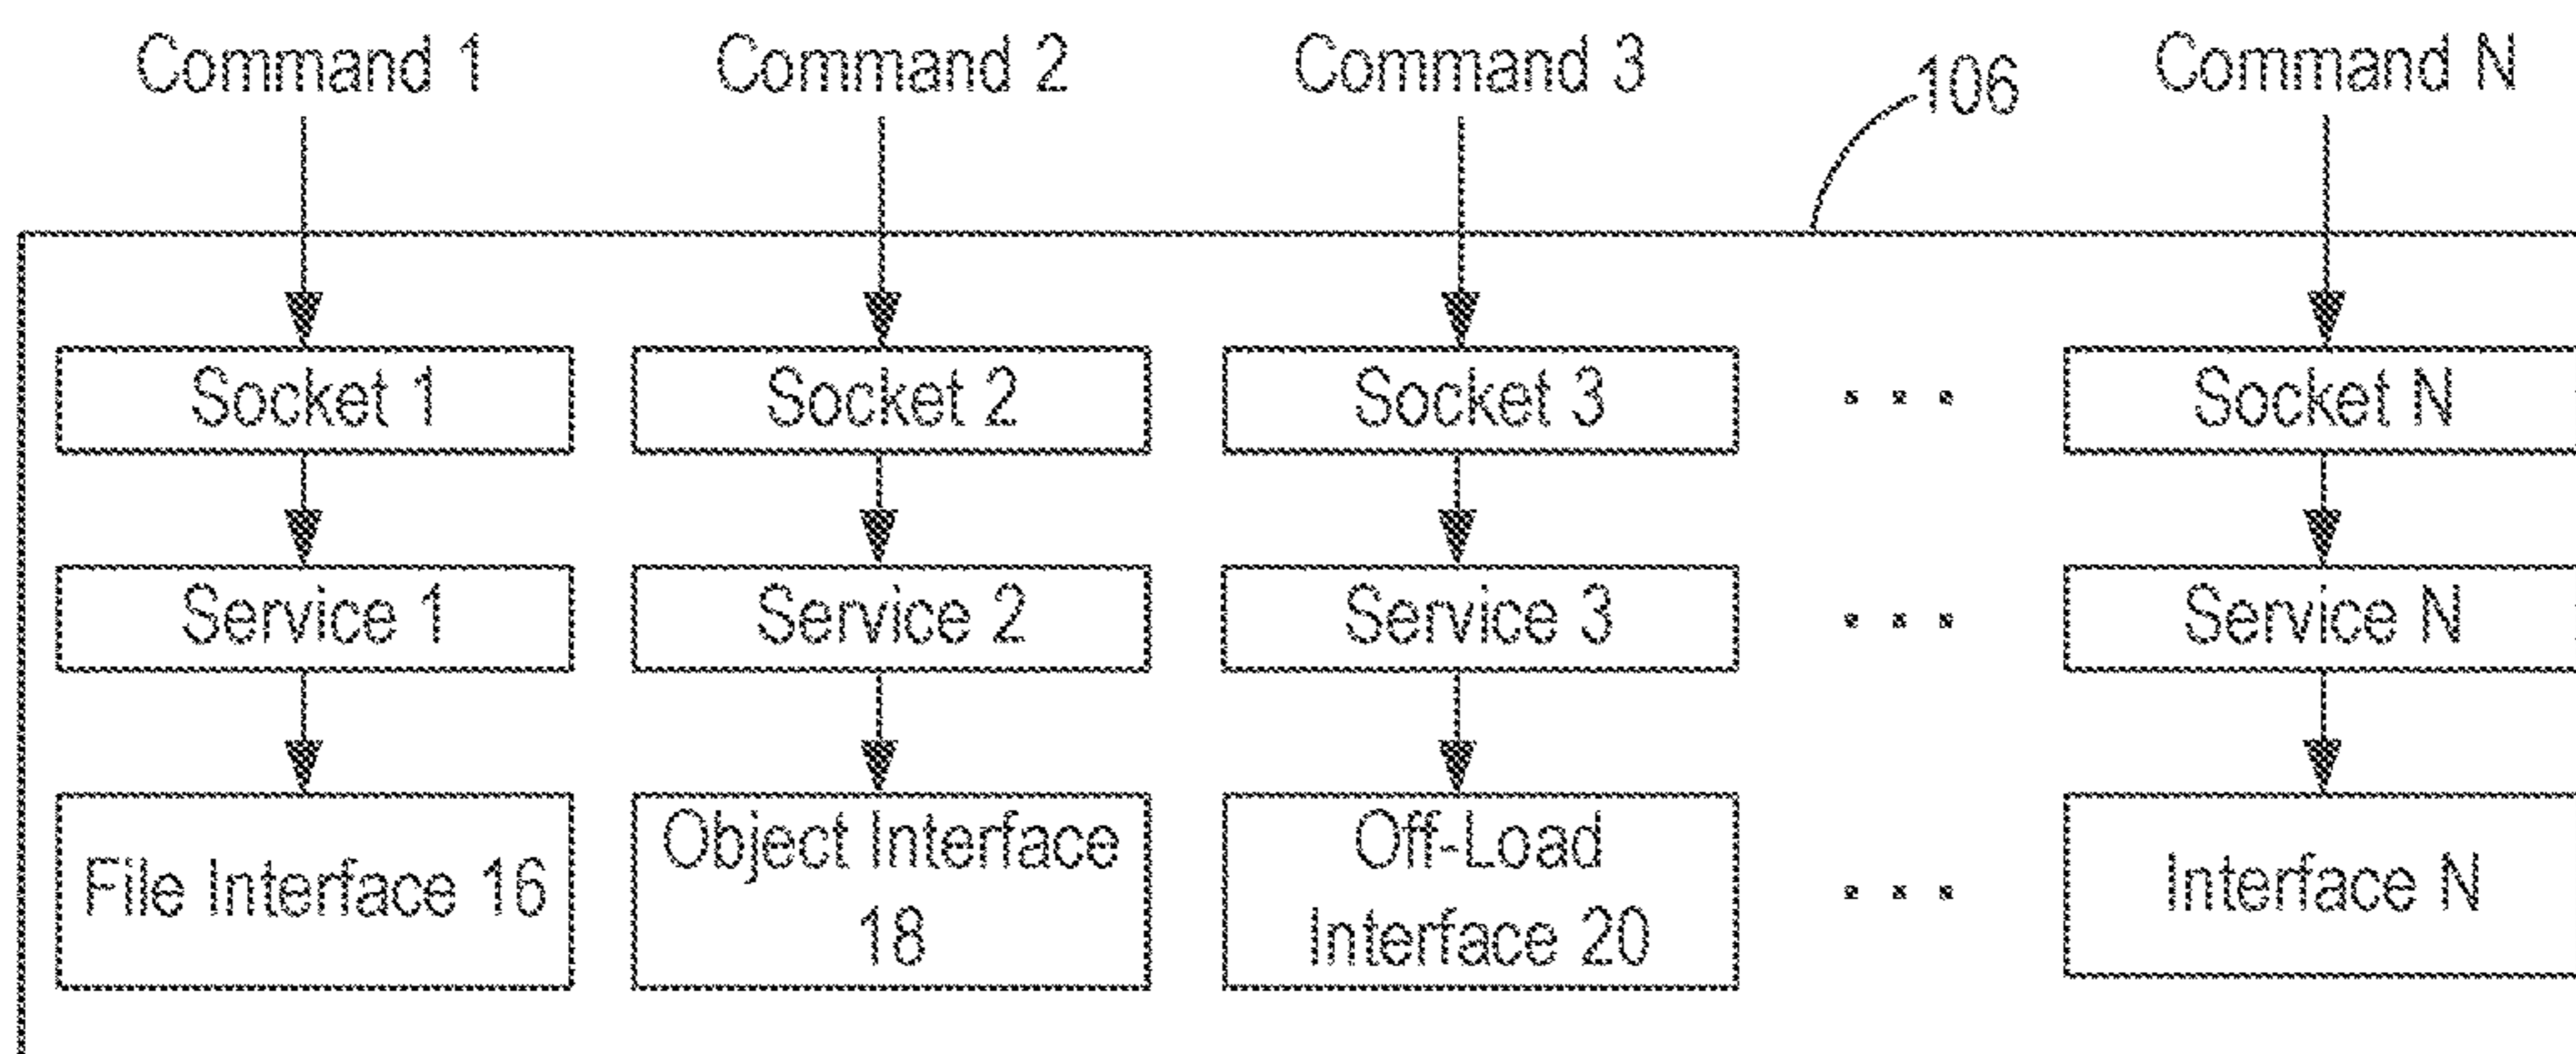 Command 1
Command 2
Command 3
106
Command N
Socket 1
Socket 2
Socket 3
. . .
Socket N
Service 1
Service 2
Service 3
. . .
Service N
File Interface 16
Object Interface
18
Off-Load
Interface 20
. . .
Interface N